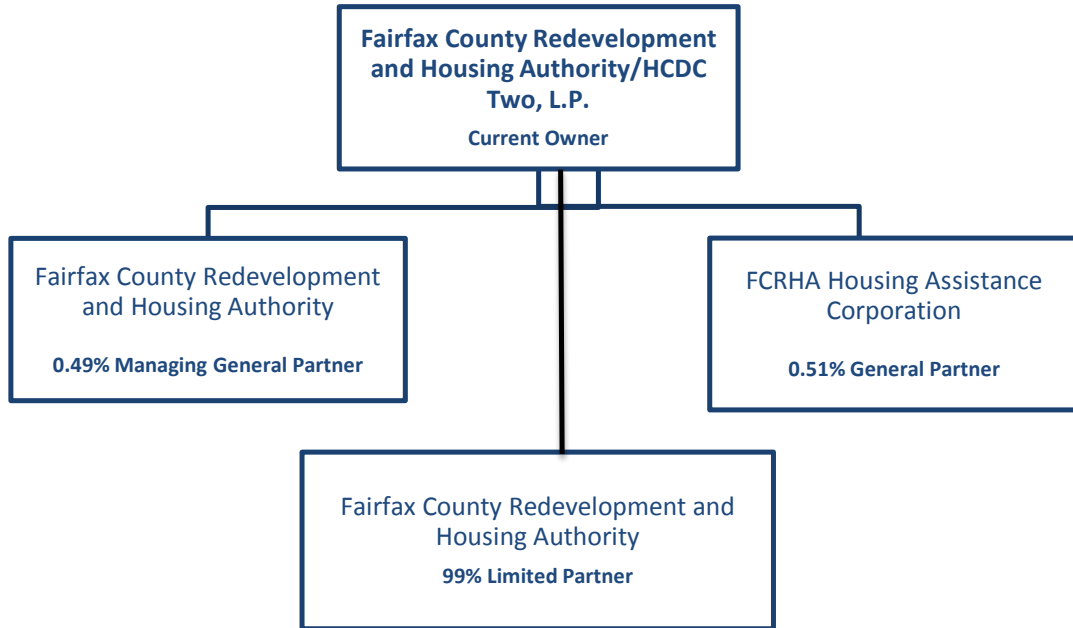 Fairfax County Redevelopment
and Housing Authority/HCDC
Two, L.P.
Current Owner
Fairfax County Redevelopment
and Housing Authority
0.49% Managing General Partner
FCRHA Housing Assistance
Corporation
0.51% General Partner
Fairfax County Redevelopment and
Housing Authority
99% Limited Partner